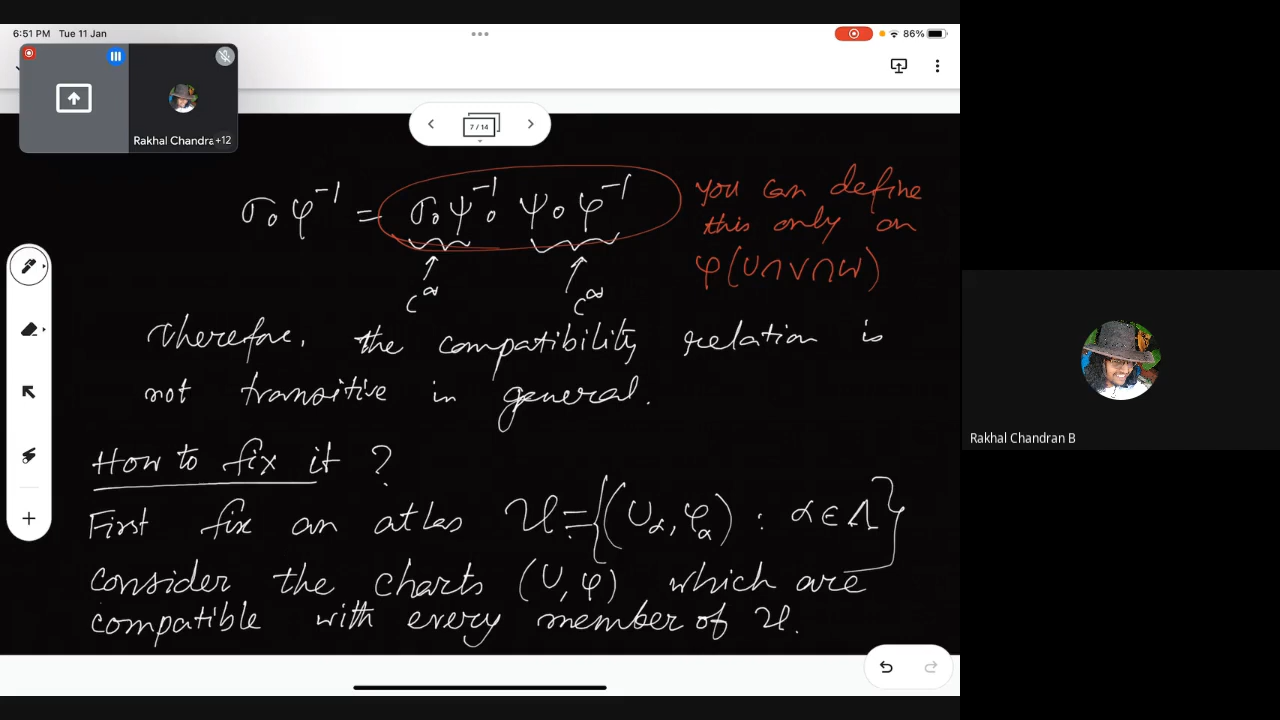 6:51 PM Tue 11 Jan
86%
Rakhal Chandra +12
7 / 14
σ∘φ⁻¹ = σ∘ψ⁻¹∘ ψ∘φ⁻¹
you can define
this only on
φ(U∩V∩W)
C^∞ C^∞
Therefore, the compatibility relation is
not transitive in general.
How to fix it ?
First fix an atlas 𝒰 = {(U_α, φ_α) : α ∈ Λ}
consider the charts (U, φ) which are
compatible with every member of 𝒰.
Rakhal Chandran B